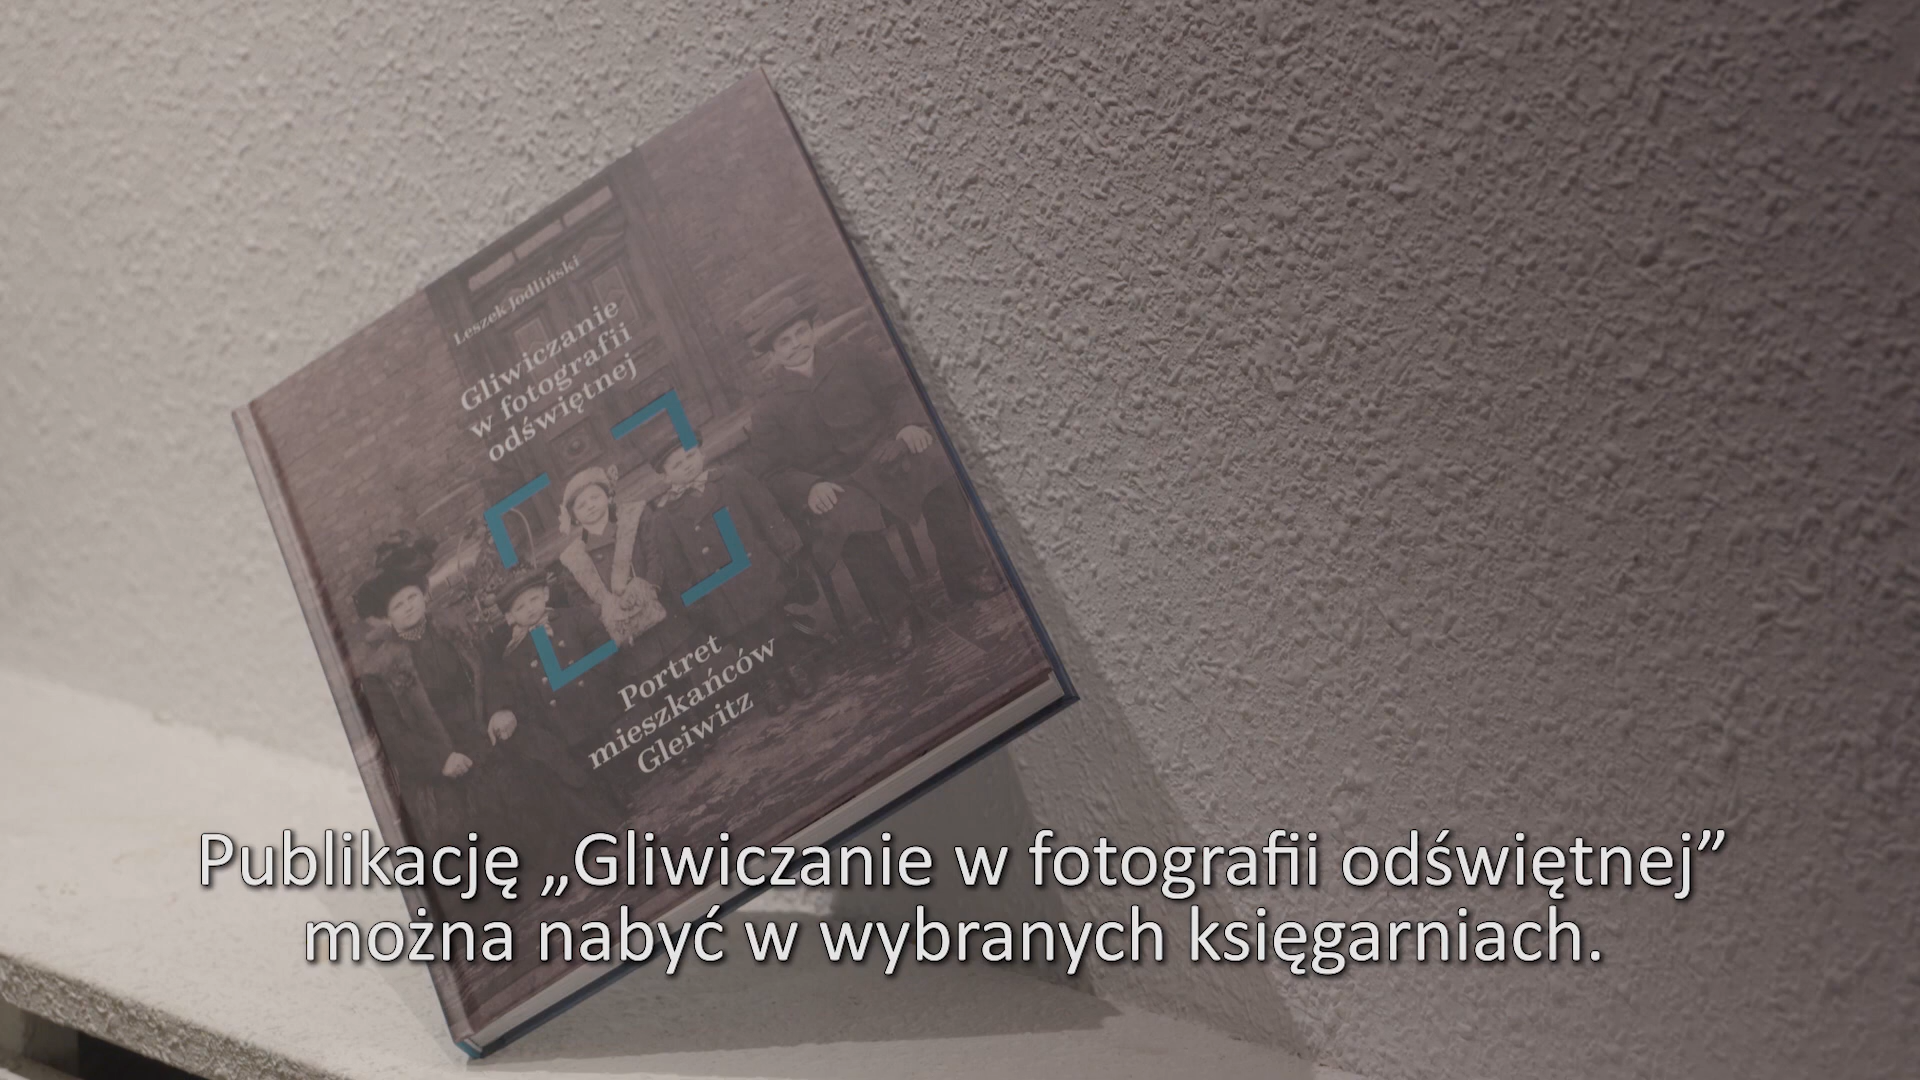 Leszek Jodliński
Gliwiczanie
w fotografii
odświętnej
Portret
mieszkańców
Gleiwitz
Publikację „Gliwiczanie w fotografii odświętnej”
można nabyć w wybranych księgarniach.